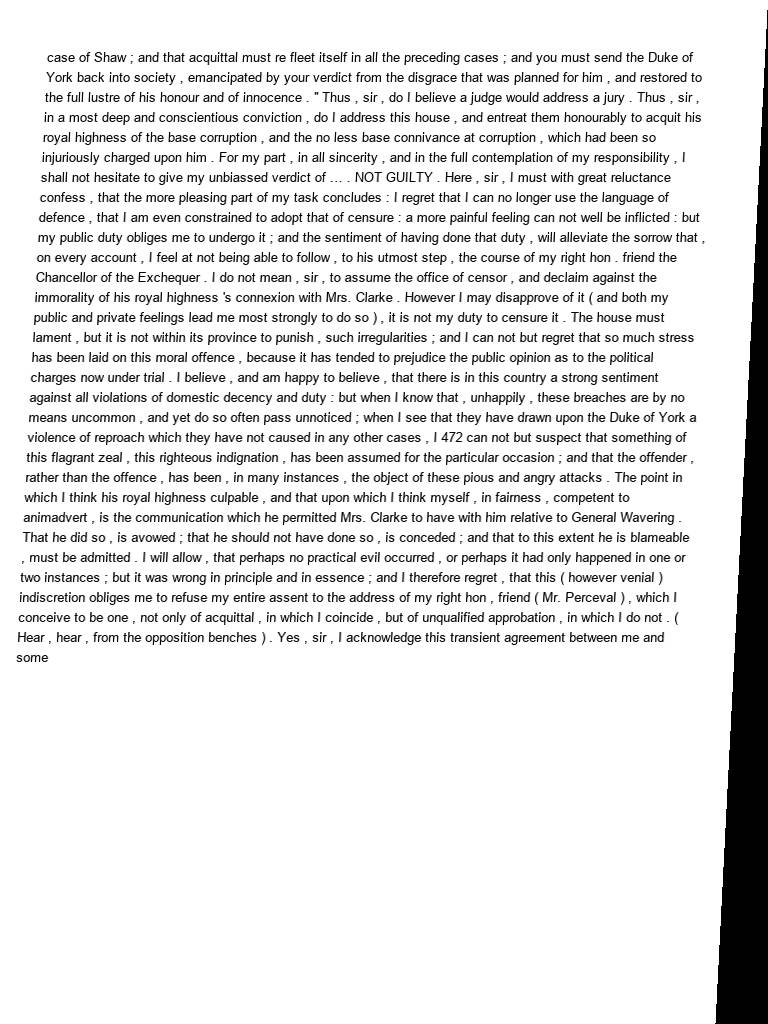 case of Shaw ; and that acquittal must re fleet itself in all the preceding cases ; and you must send the Duke of
York back into society , emancipated by your verdict from the disgrace that was planned for him , and restored to
the full lustre of his honour and of innocence . " Thus , sir , do I believe a judge would address a jury . Thus , sir ,
in a most deep and conscientious conviction , do I address this house , and entreat them honourably to acquit his
royal highness of the base corruption , and the no less base connivance at corruption , which had been so
injuriously charged upon him . For my part , in all sincerity , and in the full contemplation of my responsibility , I
shall not hesitate to give my unbiassed verdict of ... . NOT GUILTY . Here , sir , I must with great reluctance
confess , that the more pleasing part of my task concludes : I regret that I can no longer use the language of
defence , that I am even constrained to adopt that of censure : a more painful feeling can not well be inflicted : but
my public duty obliges me to undergo it ; and the sentiment of having done that duty , will alleviate the sorrow that ,
on every account , I feel at not being able to follow , to his utmost step , the course of my right hon . friend the
Chancellor of the Exchequer . I do not mean , sir , to assume the office of censor , and declaim against the
immorality of his royal highness 's connexion with Mrs. Clarke . However I may disapprove of it ( and both my
public and private feelings lead me most strongly to do so ) , it is not my duty to censure it . The house must
lament , but it is not within its province to punish , such irregularities ; and I can not but regret that so much stress
has been laid on this moral offence , because it has tended to prejudice the public opinion as to the political
charges now under trial . I believe , and am happy to believe , that there is in this country a strong sentiment
against all violations of domestic decency and duty : but when I know that , unhappily , these breaches are by no
means uncommon , and yet do so often pass unnoticed ; when I see that they have drawn upon the Duke of York a
violence of reproach which they have not caused in any other cases , I 472 can not but suspect that something of
this flagrant zeal , this righteous indignation , has been assumed for the particular occasion ; and that the offender ,
rather than the offence , has been , in many instances , the object of these pious and angry attacks . The point in
which I think his royal highness culpable , and that upon which I think myself , in fairness , competent to
animadvert , is the communication which he permitted Mrs. Clarke to have with him relative to General Wavering .
That he did so , is avowed ; that he should not have done so , is conceded ; and that to this extent he is blameable
, must be admitted . I will allow , that perhaps no practical evil occurred , or perhaps it had only happened in one or
two instances ; but it was wrong in principle and in essence ; and I therefore regret , that this ( however venial )
indiscretion obliges me to refuse my entire assent to the address of my right hon , friend ( Mr. Perceval ) , which I
conceive to be one , not only of acquittal , in which I coincide , but of unqualified approbation , in which I do not . (
Hear , hear , from the opposition benches ) . Yes , sir , I acknowledge this transient agreement between me and
some